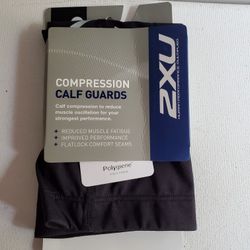 COMPRESSION
CALF GUARDS
Calf compression to reduce
muscle oscillation for your
strongest performance.
• REDUCED MUSCLE FATIGUE
• IMPROVED PERFORMANCE
• FLATLOCK COMFORT SEAMS
2XU
Polygiene